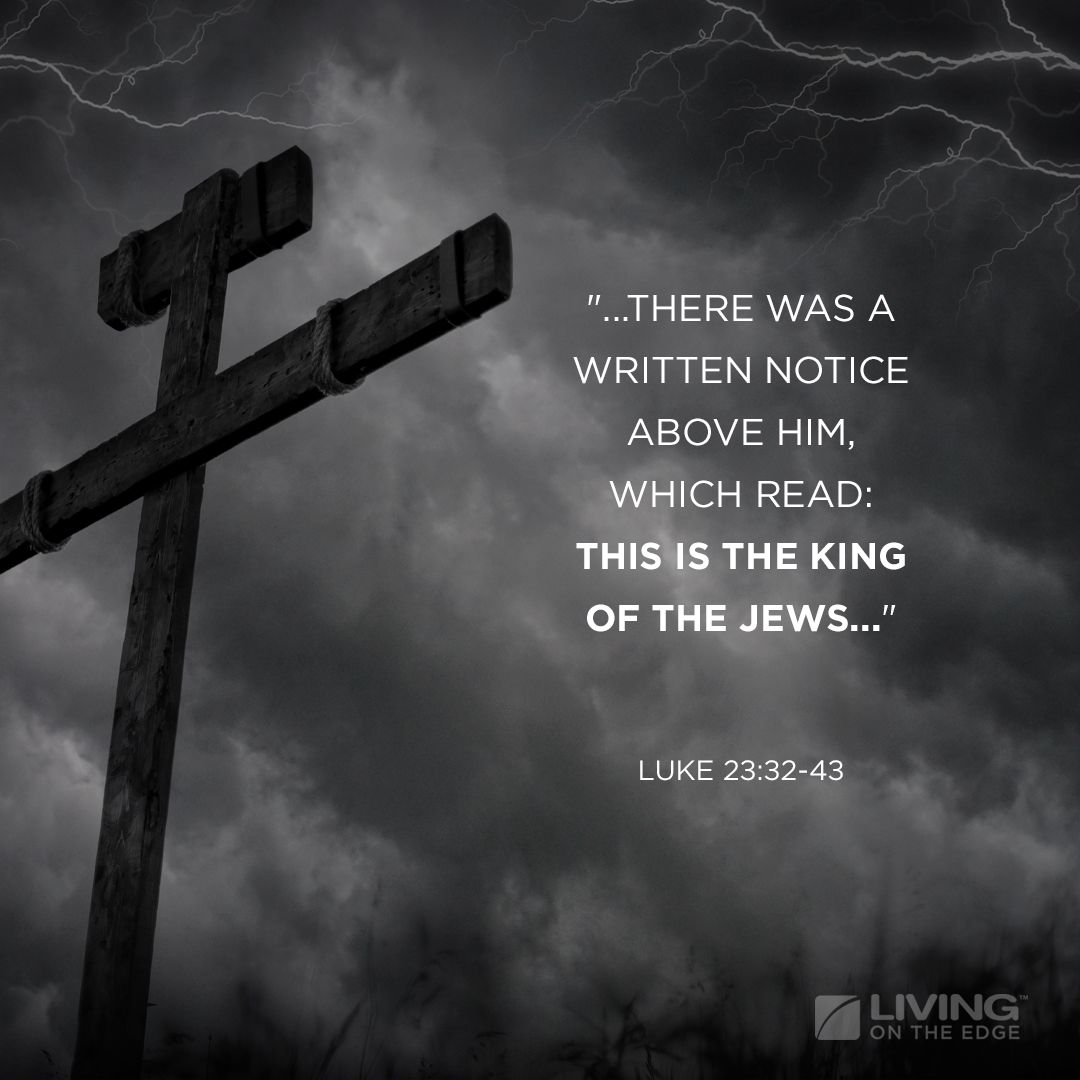 "...THERE WAS A
WRITTEN NOTICE
ABOVE HIM,
WHICH READ:
THIS IS THE KING
OF THE JEWS..."
LUKE 23:32-43
LIVING™
ON THE EDGE